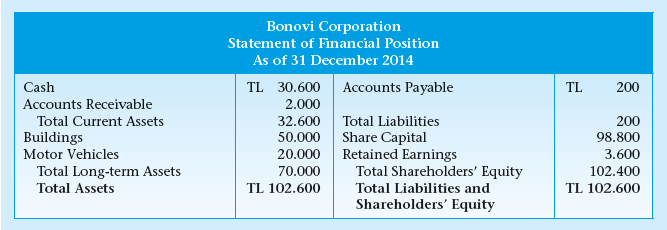 Bonovi Corporation
Statement of Financial Position
As of 31 December 2014
Cash TL 30.600 Accounts Payable TL 200
Accounts Receivable 2.000
Total Current Assets 32.600 Total Liabilities 200
Buildings 50.000 Share Capital 98.800
Motor Vehicles 20.000 Retained Earnings 3.600
Total Long-term Assets 70.000 Total Shareholders' Equity 102.400
Total Assets TL 102.600 Total Liabilities and TL 102.600
Shareholders' Equity